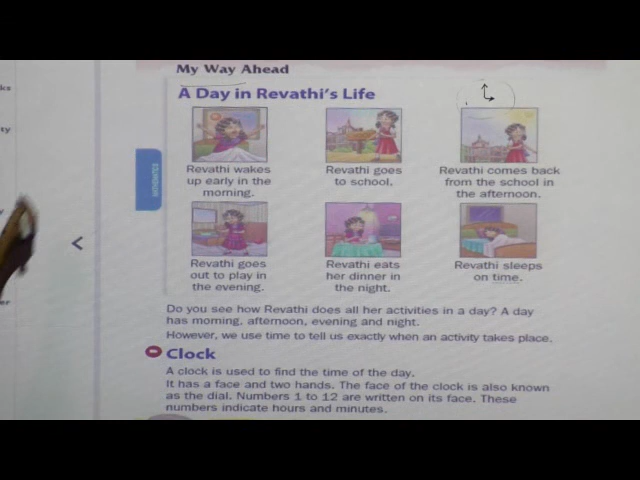 My Way Ahead
A Day in Revathi's Life
Revathi wakes
up early in the
morning.
Revathi goes
to school.
Revathi comes back
from the school in
the afternoon.
Revathi goes
out to play in
the evening.
Revathi eats
her dinner in
the night.
Revathi sleeps
on time.
Do you see how Revathi does all her activities in a day? A day
has morning, afternoon, evening and night.
However, we use time to tell us exactly when an activity takes place.
Clock
A clock is used to find the time of the day.
It has a face and two hands. The face of the clock is also known
as the dial. Numbers 1 to 12 are written on its face. These
numbers indicate hours and minutes.